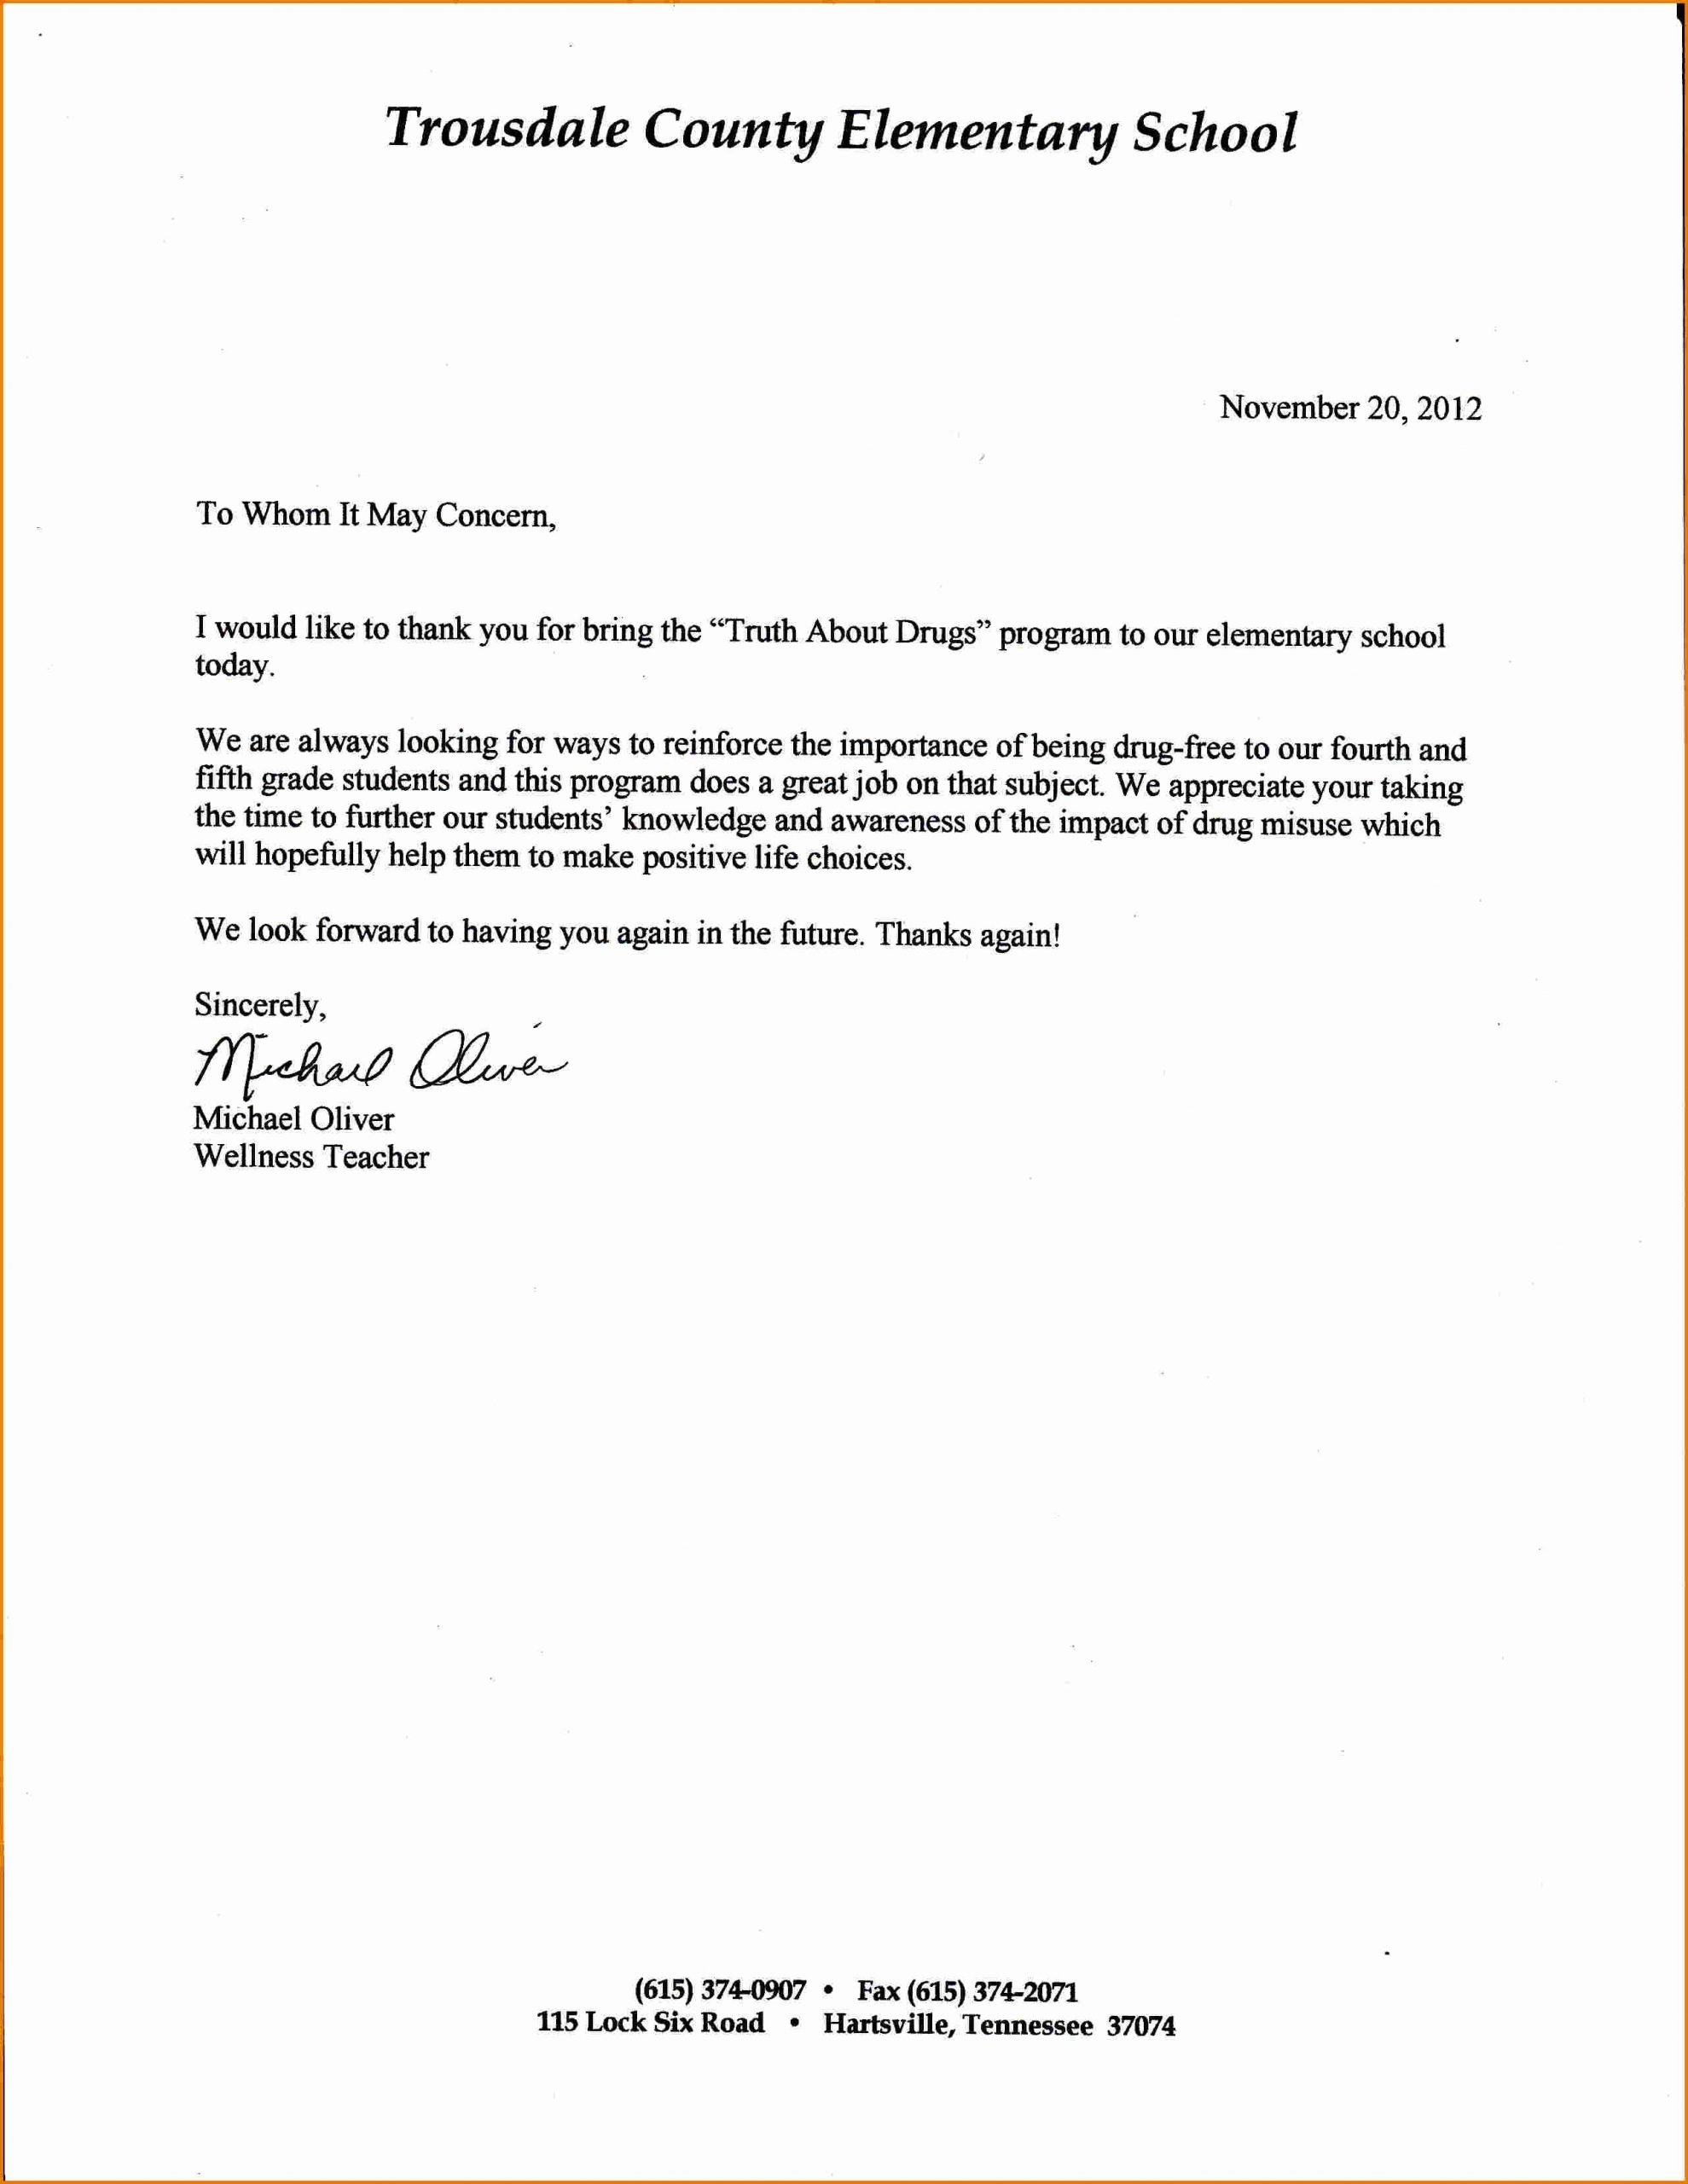 Trousdale County Elementary School
November 20, 2012
To Whom It May Concern,
I would like to thank you for bring the “Truth About Drugs” program to our elementary school
today.
We are always looking for ways to reinforce the importance of being drug-free to our fourth and
fifth grade students and this program does a great job on that subject. We appreciate your taking
the time to further our students’ knowledge and awareness of the impact of drug misuse which
will hopefully help them to make positive life choices.
We look forward to having you again in the future. Thanks again!
Sincerely,
Michael Oliver
Michael Oliver
Wellness Teacher
(615) 374-0907 • Fax (615) 374-2071
115 Lock Six Road • Hartsville, Tennessee 37074